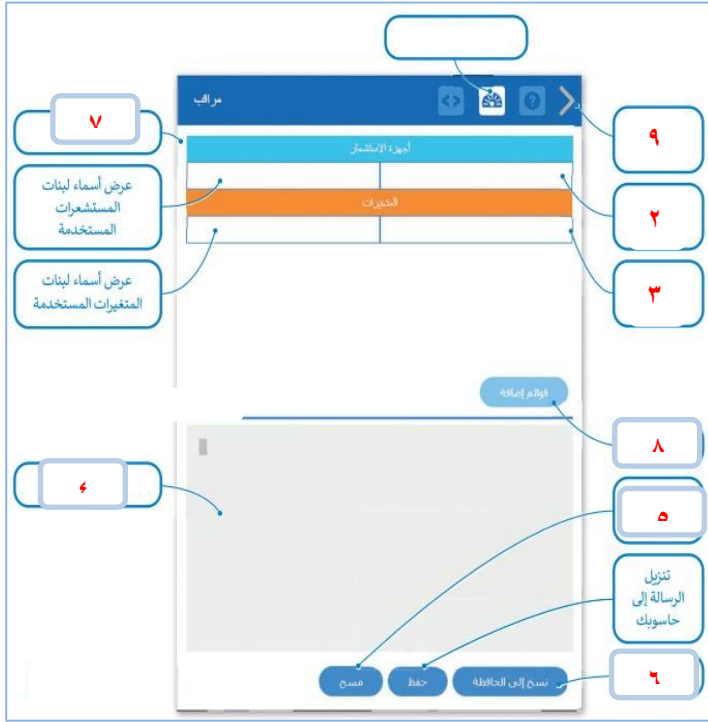 مراقب
<>
?
٧
٩
أجهزة الاستشعار
عرض أسماء لبنات
المستشعرات
المستخدمة
٢
المتغيرات
عرض أسماء لبنات
المتغيرات المستخدمة
٣
قوائم إضافة
٨
٤
٥
تنزيل
الرسالة إلى
حاسوبك
نسخ إلى الحافظة
حفظ
مسح
٦